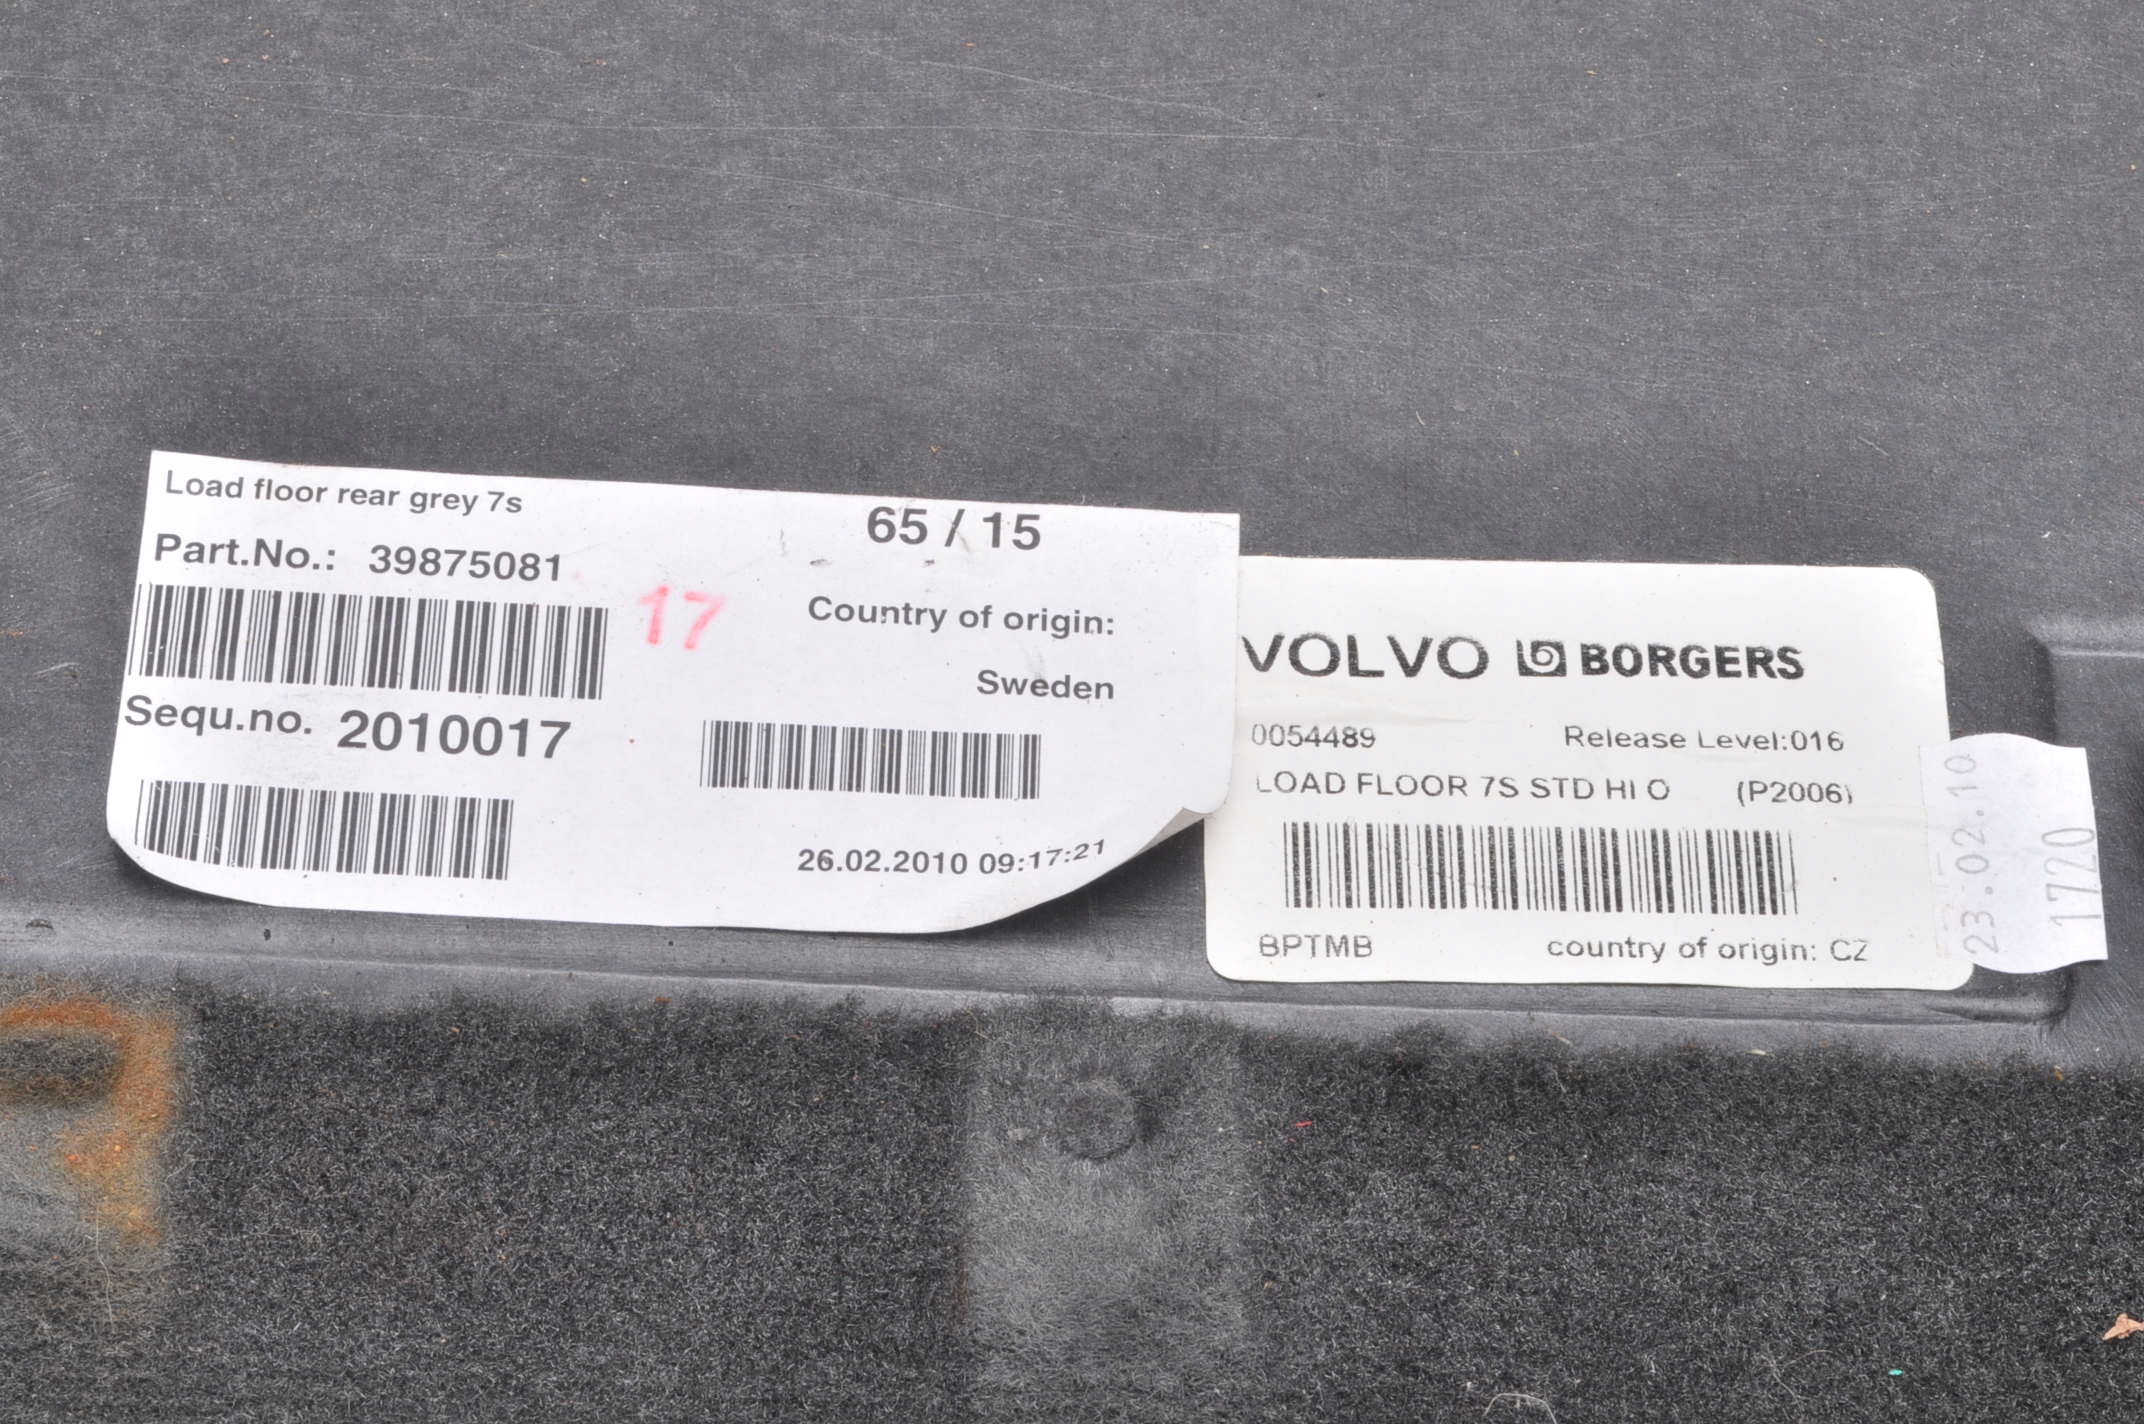 Load floor rear grey 7s
65 / 15
Part.No.: 39875081
17
Country of origin:
Sweden
Sequ.no. 2010017
26.02.2010 09:17:21
VOLVO BORGERS
0054489 Release Level:016
LOAD FLOOR 7S STD HI O (P2006)
BPTMB country of origin: CZ
23.02.10
1720